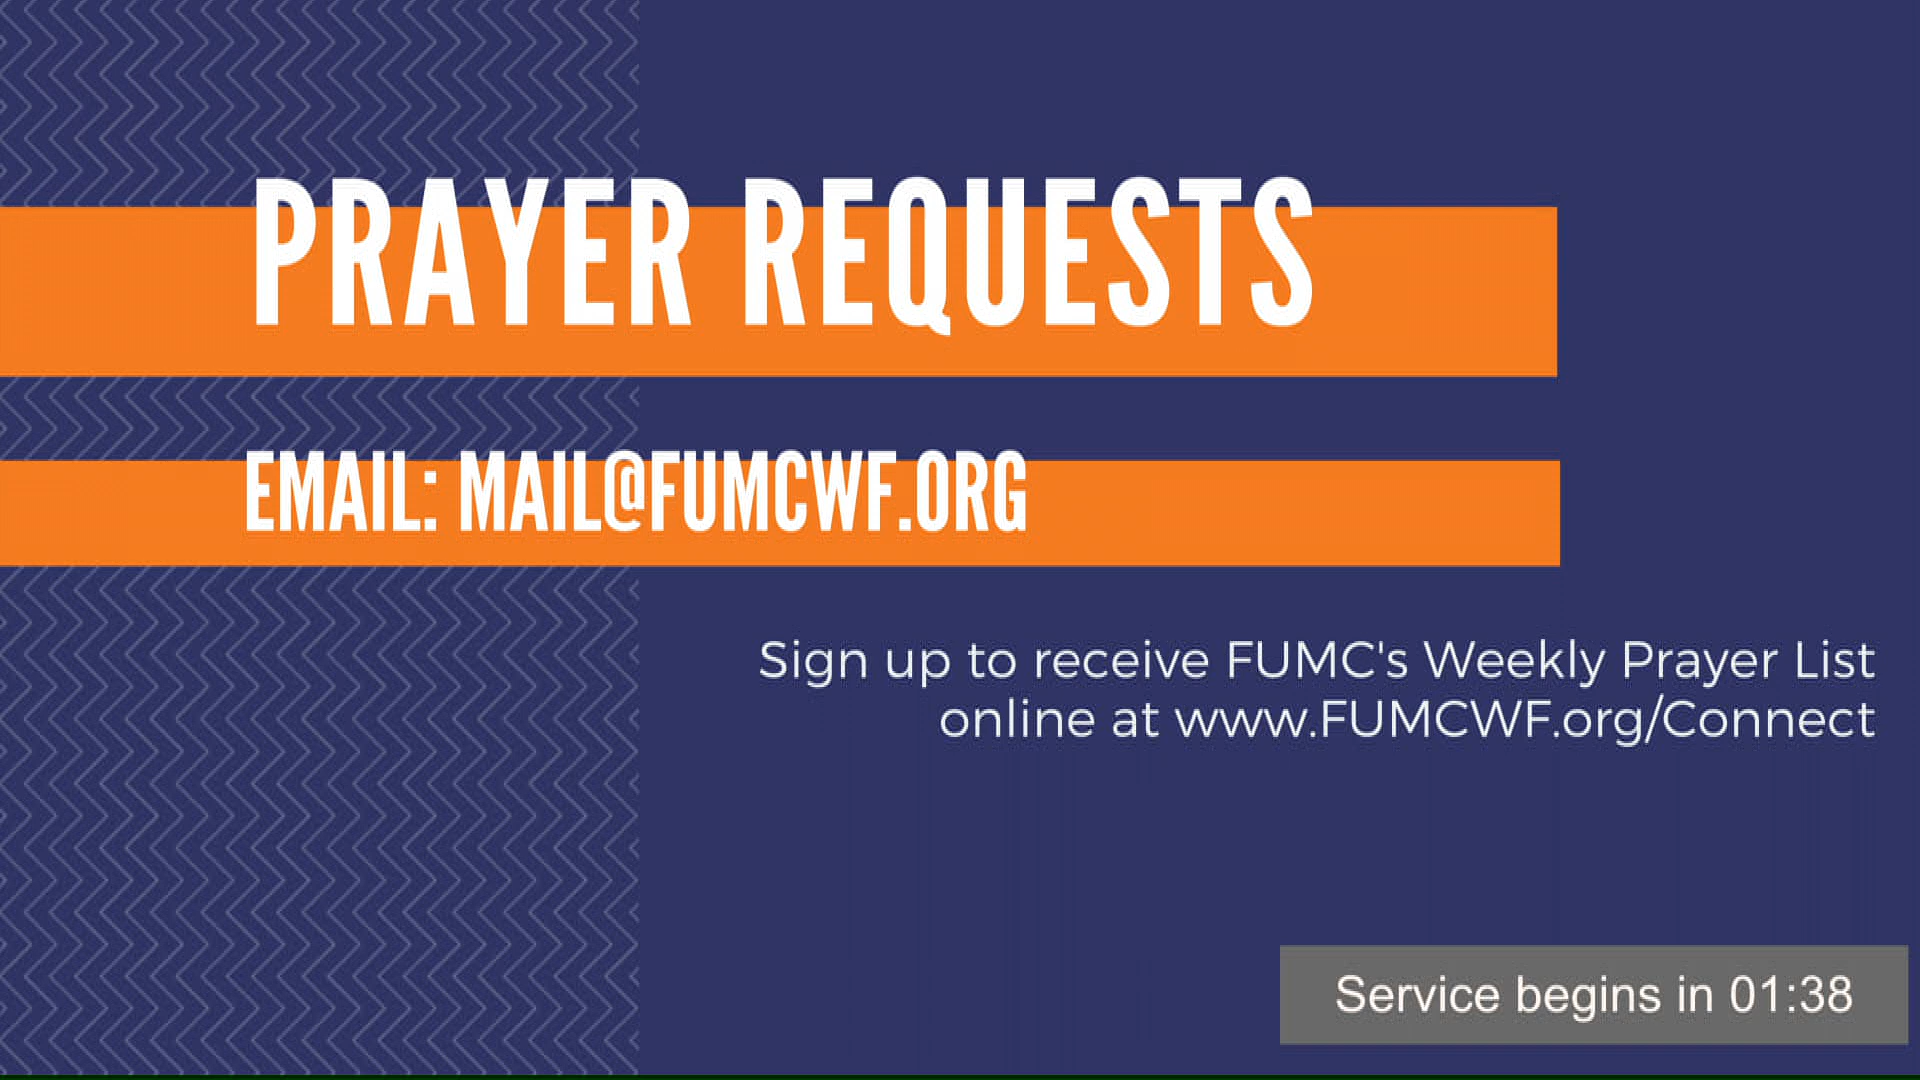 PRAYER REQUESTS
EMAIL: MAIL@FUMCWF.ORG
Sign up to receive FUMC's Weekly Prayer List
online at www.FUMCWF.org/Connect
Service begins in 01:38